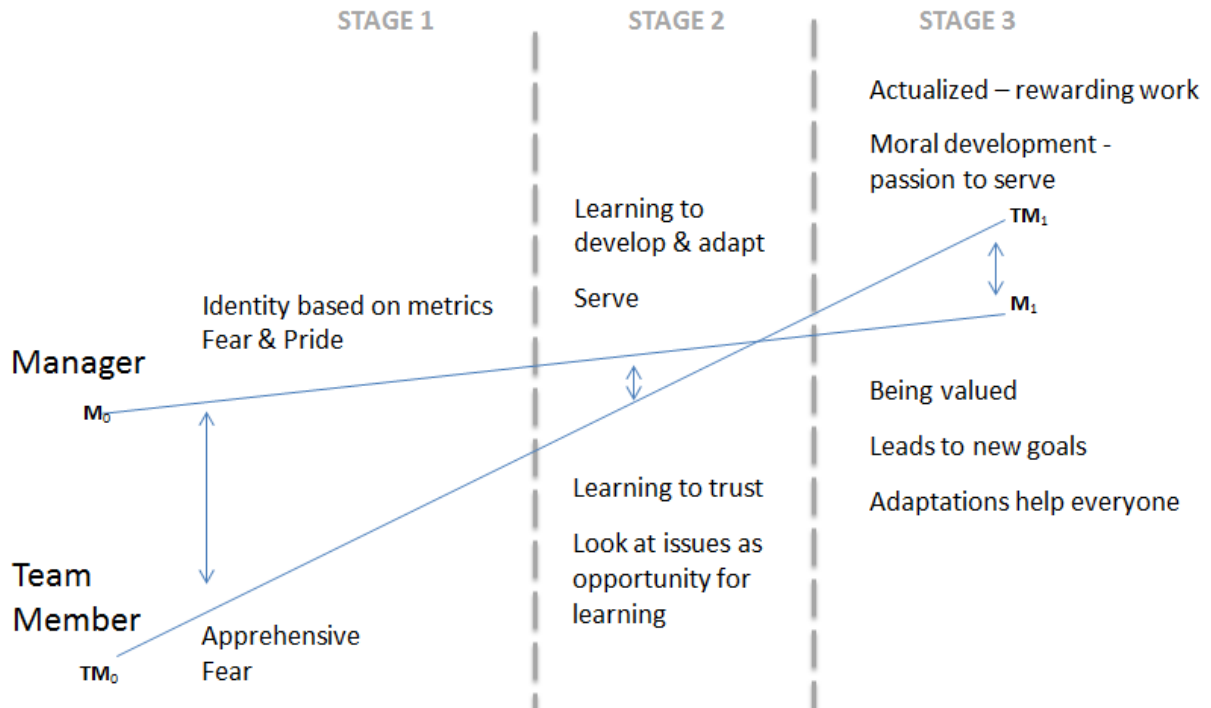 STAGE 1
STAGE 2
STAGE 3
Actualized – rewarding work
Moral development -
passion to serve
TM₁
M₁
Learning to
develop & adapt
Serve
Identity based on metrics
Fear & Pride
Manager
M₀
Being valued
Leads to new goals
Adaptations help everyone
Learning to trust
Look at issues as
opportunity for
learning
Team
Member
TM₀
Apprehensive
Fear